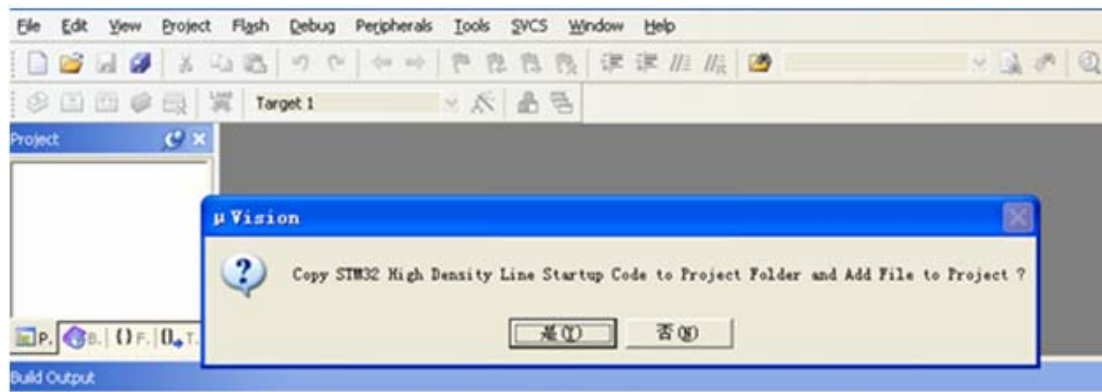 File Edit View Project Flash Debug Peripherals Tools SVCS Window Help
Target 1
Project
μVision
Copy STM32 High Density Line Startup Code to Project Folder and Add File to Project ?
是(Y) 否(N)
P. B. {} F. 0. T.
Build Output